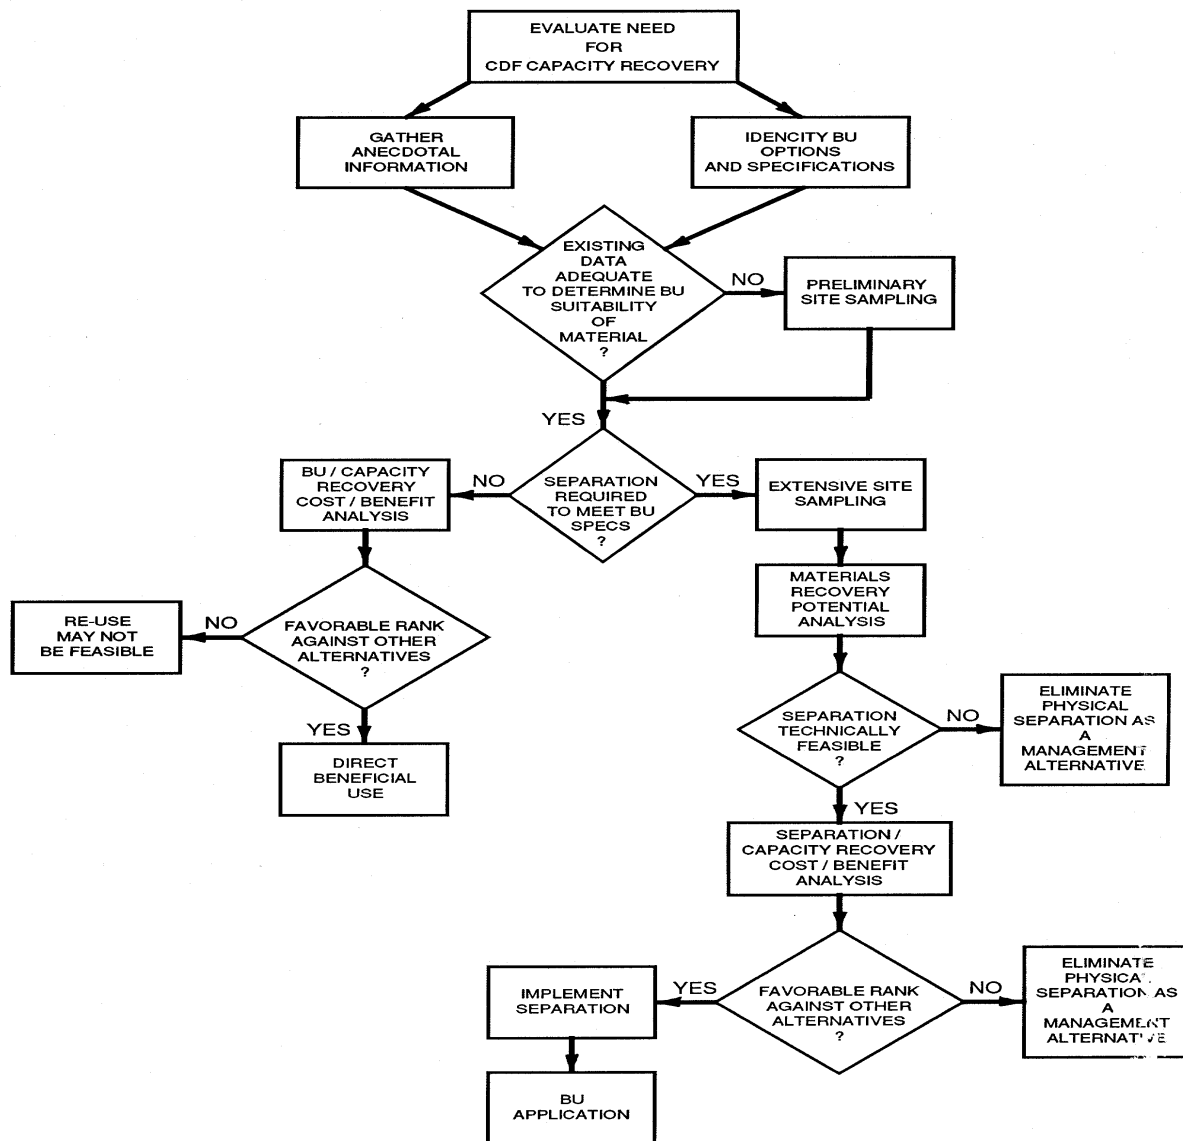 EVALUATE NEED
FOR
CDF CAPACITY RECOVERY
GATHER
ANECDOTAL
INFORMATION
IDENCITY BU
OPTIONS
AND SPECIFICATIONS
EXISTING
DATA
ADEQUATE
TO DETERMINE BU
SUITABILITY
OF
MATERIAL
?
NO
PRELIMINARY
SITE SAMPLING
YES
BU / CAPACITY
RECOVERY
COST / BENEFIT
ANALYSIS
NO
SEPARATION
REQUIRED
TO MEET BU
SPECS
?
YES
EXTENSIVE SITE
SAMPLING
MATERIALS
RECOVERY
POTENTIAL
ANALYSIS
RE-USE
MAY NOT
BE FEASIBLE
NO
FAVORABLE RANK
AGAINST OTHER
ALTERNATIVES
?
YES
DIRECT
BENEFICIAL
USE
SEPARATION
TECHNICALLY
FEASIBLE
?
NO
ELIMINATE
PHYSICAL
SEPARATION AS
A
MANAGEMENT
ALTERNATIVE
YES
SEPARATION /
CAPACITY RECOVERY
COST / BENEFIT
ANALYSIS
IMPLEMENT
SEPARATION
YES
FAVORABLE RANK
AGAINST OTHER
ALTERNATIVES
?
NO
ELIMINATE
PHYSICAL
SEPARATION AS
A
MANAGEMENT
ALTERNATIVE
BU
APPLICATION